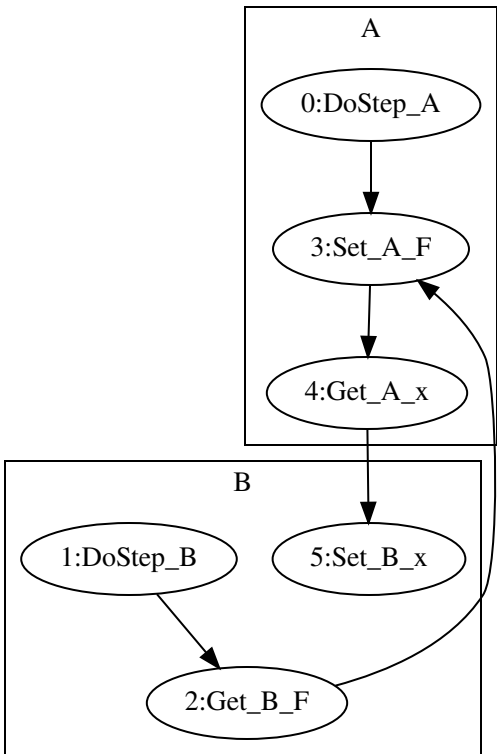 A
0:DoStep_A
3:Set_A_F
4:Get_A_x
B
1:DoStep_B
5:Set_B_x
2:Get_B_F